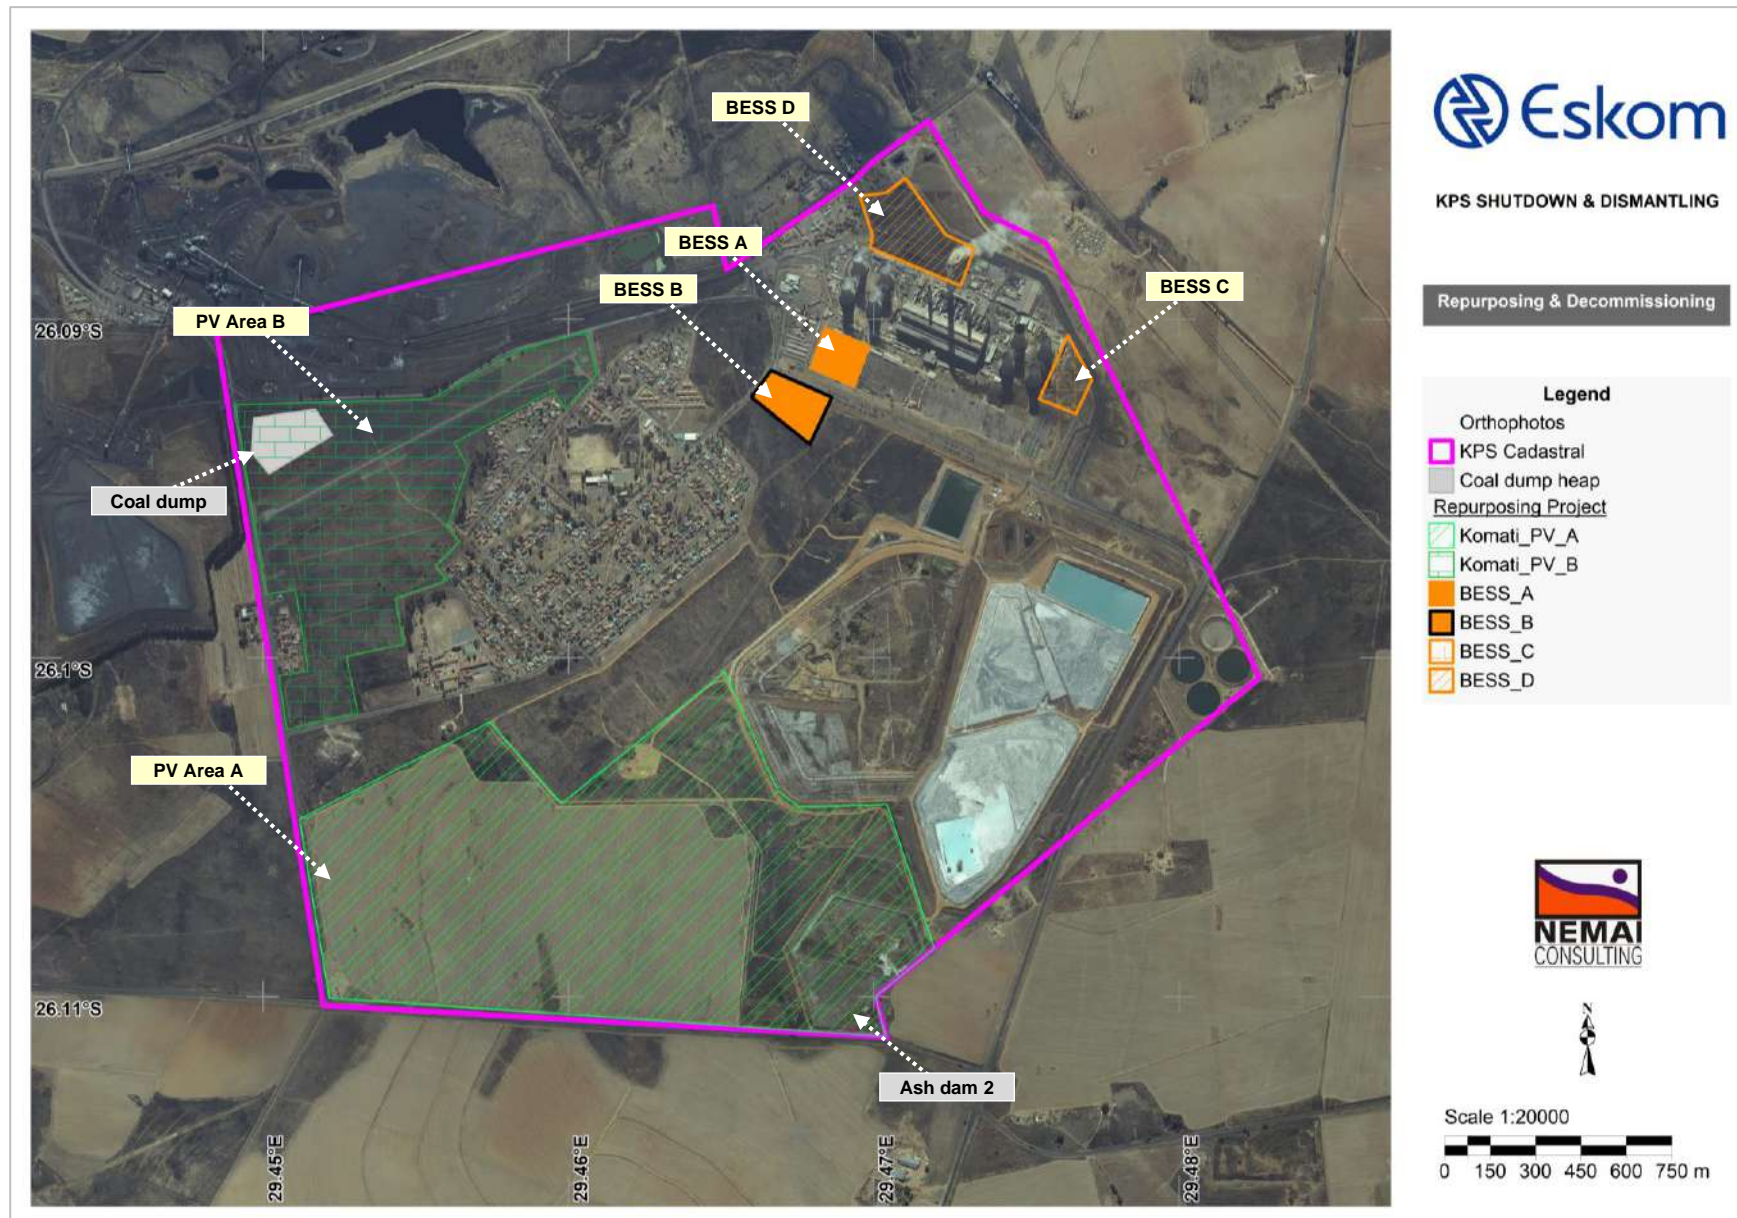 BESS D
BESS A
BESS B
BESS C
PV Area B
Coal dump
PV Area A
Ash dam 2
26.09°S
26.1°S
26.11°S
29.45°E
29.46°E
29.47°E
29.48°E
Eskom
KPS SHUTDOWN & DISMANTLING
Repurposing & Decommissioning
Legend
Orthophotos
KPS Cadastral
Coal dump heap
Repurposing Project
Komati_PV_A
Komati_PV_B
BESS_A
BESS_B
BESS_C
BESS_D
NEMAI
CONSULTING
N
Scale 1:20000
0 150 300 450 600 750 m